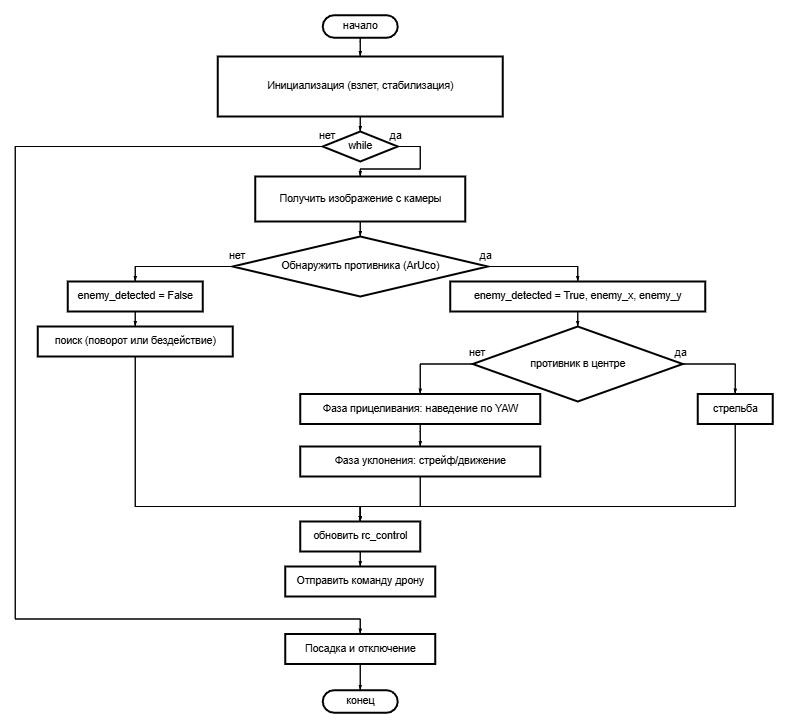 начало
Инициализация (взлет, стабилизация)
нет
да
while
Получить изображение с камеры
нет
да
Обнаружить противника (ArUco)
enemy_detected = False
enemy_detected = True, enemy_x, enemy_y
поиск (поворот или бездействие)
нет
да
противник в центре
Фаза прицеливания: наведение по YAW
стрельба
Фаза уклонения: стрейф/движение
обновить rc_control
Отправить команду дрону
Посадка и отключение
конец